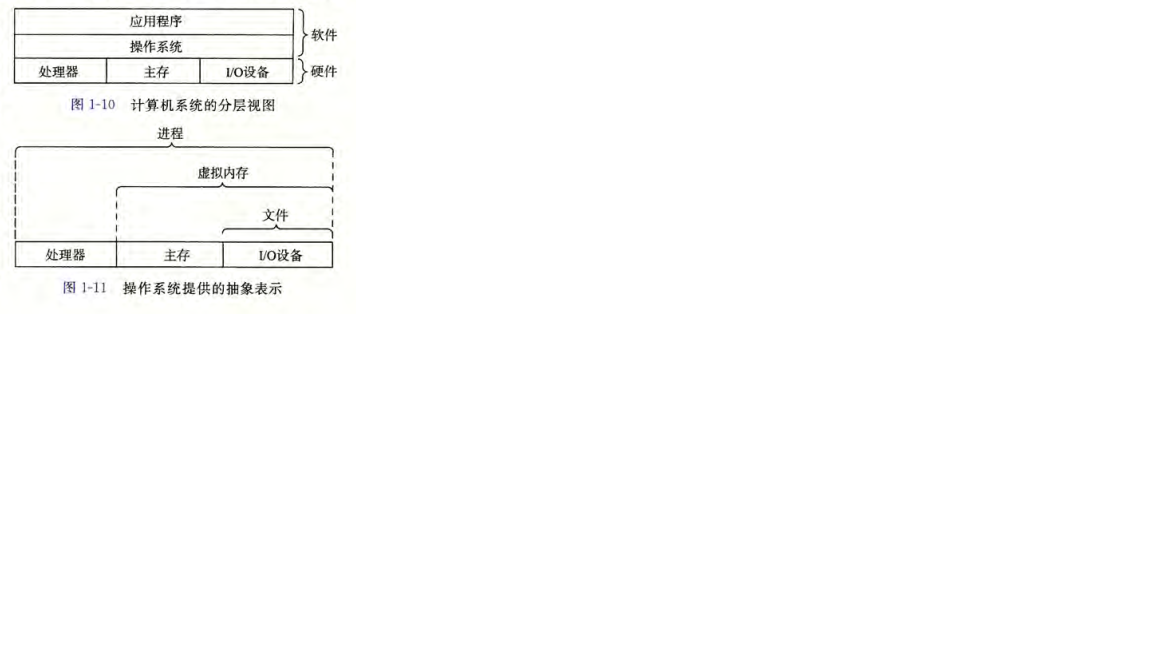 应用程序
操作系统
软件
处理器 主存 I/O设备
硬件
图 1-10 计算机系统的分层视图
进程
虚拟内存
文件
处理器 主存 I/O设备
图 1-11 操作系统提供的抽象表示